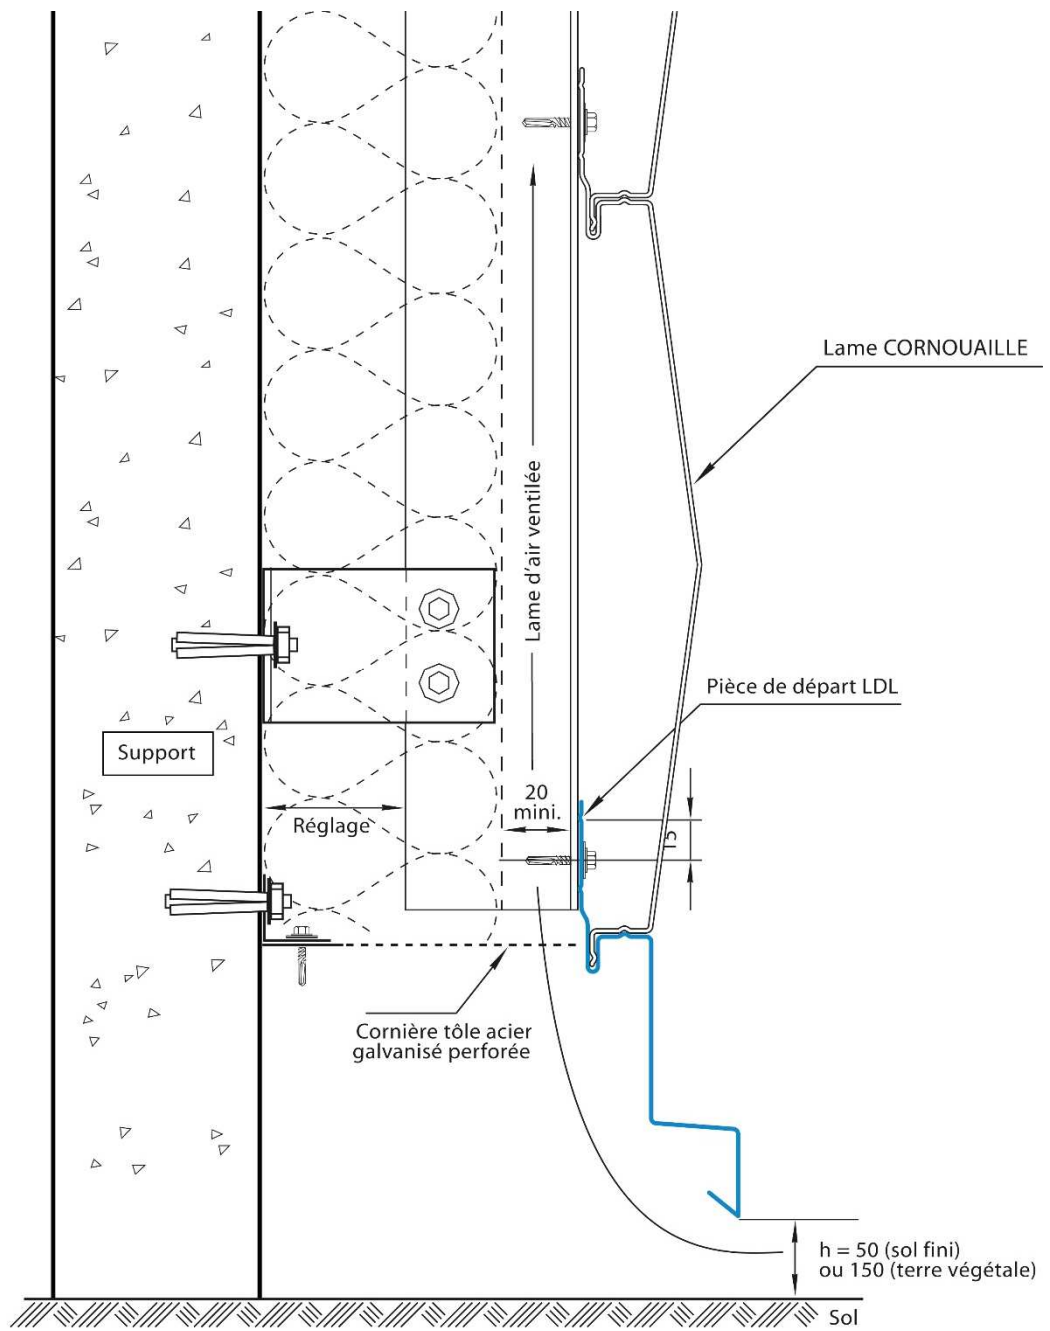 Lame CORNOUAILLE
Lame d'air ventilée
Pièce de départ LDL
Support
20
mini.
Réglage
15
Cornière tôle acier
galvanisé perforée
h = 50 (sol fini)
ou 150 (terre végétale)
Sol